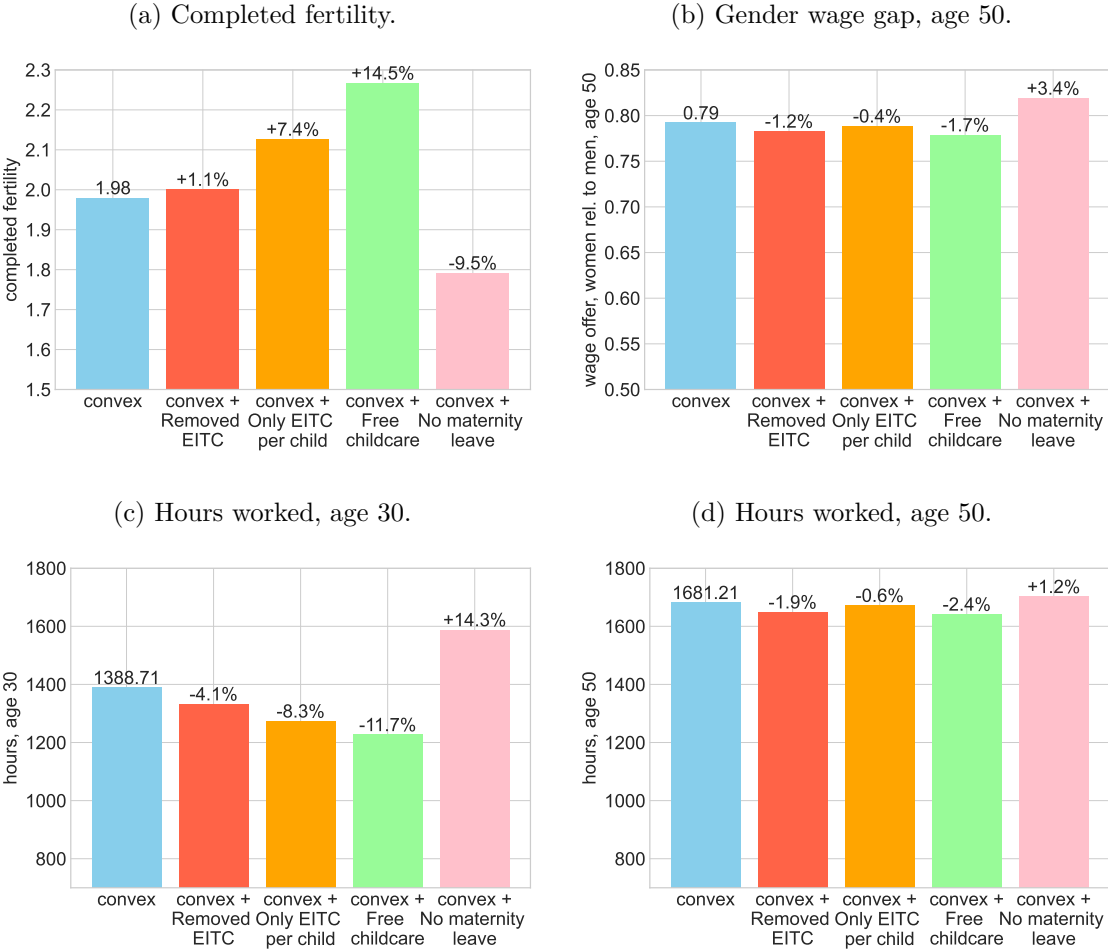 (a) Completed fertility.
completed fertility
2.3
2.2
2.1
2.0
1.9
1.8
1.7
1.6
1.5
1.98
+1.1%
+7.4%
+14.5%
-9.5%
convex
convex +
Removed
EITC
convex +
Only EITC
per child
convex +
Free
childcare
convex +
No maternity
leave
(b) Gender wage gap, age 50.
wage offer, women rel. to men, age 50
0.85
0.80
0.75
0.70
0.65
0.60
0.55
0.50
0.79
-1.2%
-0.4%
-1.7%
+3.4%
convex
convex +
Removed
EITC
convex +
Only EITC
per child
convex +
Free
childcare
convex +
No maternity
leave
(c) Hours worked, age 30.
hours, age 30
1800
1600
1400
1200
1000
800
1388.71
-4.1%
-8.3%
-11.7%
+14.3%
convex
convex +
Removed
EITC
convex +
Only EITC
per child
convex +
Free
childcare
convex +
No maternity
leave
(d) Hours worked, age 50.
hours, age 50
1800
1600
1400
1200
1000
800
1681.21
-1.9%
-0.6%
-2.4%
+1.2%
convex
convex +
Removed
EITC
convex +
Only EITC
per child
convex +
Free
childcare
convex +
No maternity
leave